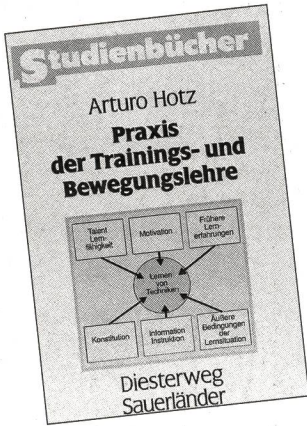 Studienbücher
Arturo Hotz
Praxis
der Trainings- und
Bewegungslehre
Talent
Lern-
fähigkeit
Motivation
Frühere
Lern-
erfahrungen
Lernen
von
Techniken
Konstitution
Information
Instruktion
Äußere
Bedingungen
der
Lernsituation
Diesterweg
Sauerländer